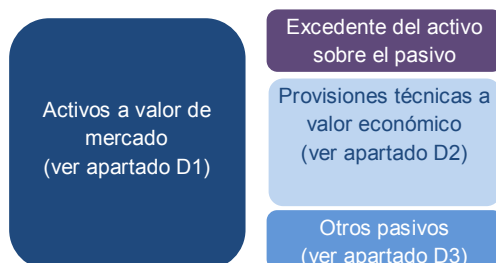 Activos a valor de
mercado
(ver apartado D1)
Excedente del activo
sobre el pasivo
Provisiones técnicas a
valor económico
(ver apartado D2)
Otros pasivos
(ver apartado D3)